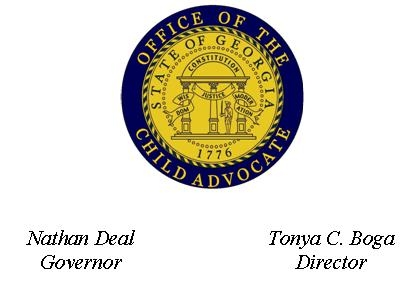 OFFICE OF THE
CHILD ADVOCATE
STATE OF GEORGIA
CONSTITUTION
WISDOM JUSTICE MODERATION
1776
Nathan Deal Tonya C. Boga
Governor Director